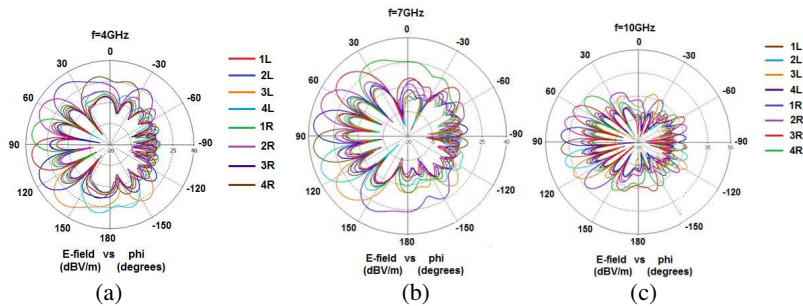 f=4GHz
0
30
-30
60
-60
90
-90
120
-120
150
-150
180
-20
25
40
E-field vs phi
(dBV/m) (degrees)
(a)
1L
2L
3L
4L
1R
2R
3R
4R
f=7GHz
0
30
-30
60
-60
90
-90
120
-120
150
-150
180
E-field vs phi
(dBV/m) (degrees)
(b)
f=10GHz
0
30
-30
60
-60
90
-90
120
-120
150
-150
180
E-field vs phi
(dBV/m) (degrees)
(c)
1L
2L
3L
4L
1R
2R
3R
4R